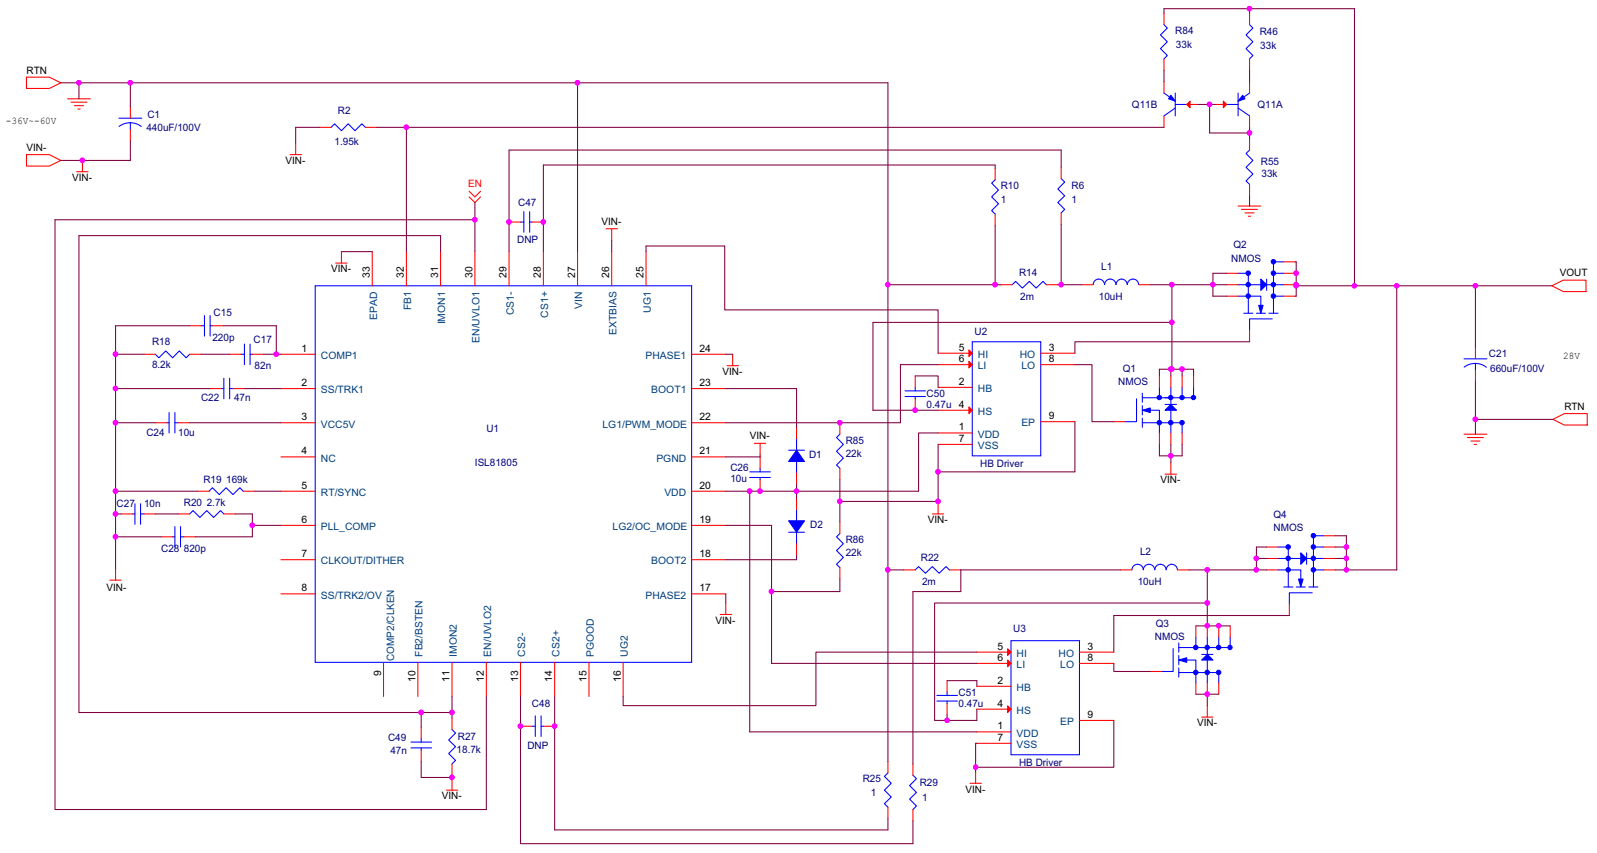 RTN
-36V~-60V
VIN-
VIN-
C1
440uF/100V
R2
1.95k
VIN-
R84
33k
R46
33k
Q11B
Q11A
R55
33k
EN
C47
DNP
VIN-
VIN-
R10
1
R6
1
R14
2m
L1
10uH
Q2
NMOS
VOUT
33
32
31
30
29
28
27
26
25
EPAD
FB1
IMON1
EN/UVLO1
CS1-
CS1+
VIN
EXTBIAS
UG1
C15
220p
R18
8.2k
C17
82n
C22
47n
C24
10u
R19 169k
C27
10n
R20 2.7k
C28 820p
VIN-
1
COMP1
2
SS/TRK1
3
VCC5V
4
NC
5
RT/SYNC
6
PLL_COMP
7
CLKOUT/DITHER
8
SS/TRK2/OV
U1
ISL81805
PHASE1
24
BOOT1
23
LG1/PWM_MODE
22
PGND
21
VDD
20
LG2/OC_MODE
19
BOOT2
18
PHASE2
17
VIN-
VIN-
VIN-
C26
10u
D1
D2
R85
22k
R86
22k
U2
5
HI
6
LI
2
HB
4
HS
1
VDD
7
VSS
HO
3
LO
8
EP
9
HB Driver
C50
0.47u
VIN-
Q1
NMOS
VIN-
C21
660uF/100V
28V
RTN
COMP2/CLKEN
FB2/BSTEN
IMON2
EN/UVLO2
CS2-
CS2+
PGOOD
UG2
9
10
11
12
13
14
15
16
C49
47n
R27
18.7k
VIN-
C48
DNP
R22
2m
L2
10uH
Q4
NMOS
Q3
NMOS
VIN-
U3
5
HI
6
LI
2
HB
4
HS
1
VDD
7
VSS
HO
3
LO
8
EP
9
HB Driver
C51
0.47u
VIN-
R25
1
R29
1